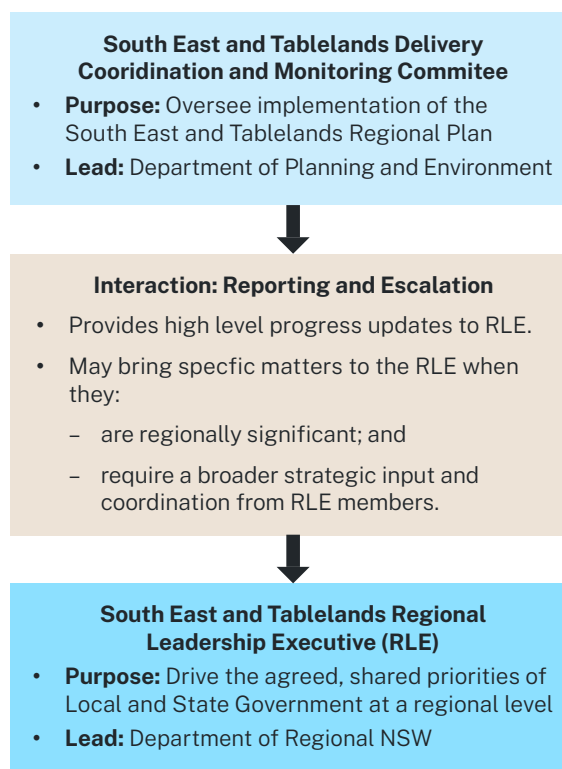 South East and Tablelands Delivery
Cooridination and Monitoring Commitee
• Purpose: Oversee implementation of the
South East and Tablelands Regional Plan
• Lead: Department of Planning and Environment
Interaction: Reporting and Escalation
• Provides high level progress updates to RLE.
• May bring specfic matters to the RLE when
they:
– are regionally significant; and
– require a broader strategic input and
coordination from RLE members.
South East and Tablelands Regional
Leadership Executive (RLE)
• Purpose: Drive the agreed, shared priorities of
Local and State Government at a regional level
• Lead: Department of Regional NSW